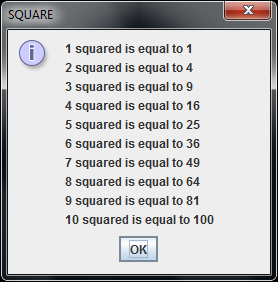 SQUARE
1 squared is equal to 1
2 squared is equal to 4
3 squared is equal to 9
4 squared is equal to 16
5 squared is equal to 25
6 squared is equal to 36
7 squared is equal to 49
8 squared is equal to 64
9 squared is equal to 81
10 squared is equal to 100
OK